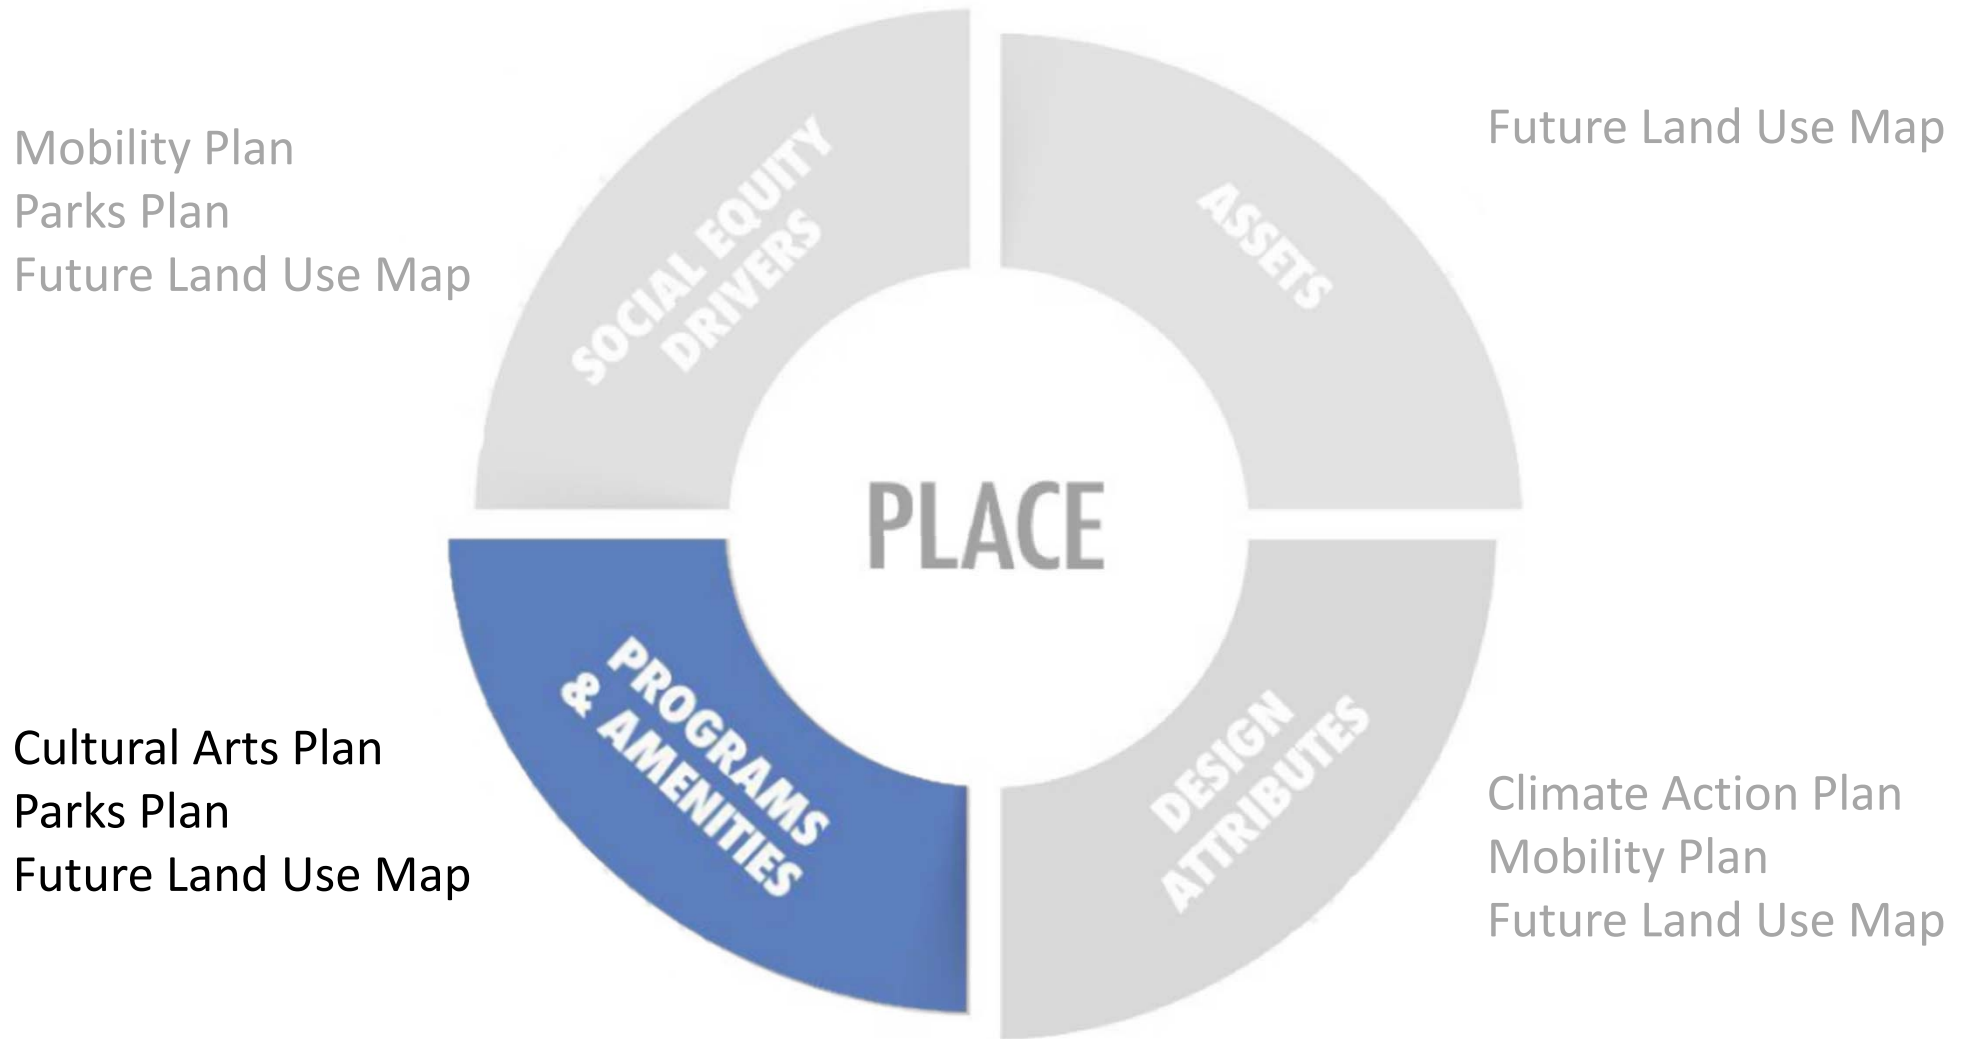 Mobility Plan
Parks Plan
Future Land Use Map
SOCIAL EQUITY
DRIVERS
ASSETS
Future Land Use Map
PLACE
Cultural Arts Plan
Parks Plan
Future Land Use Map
PROGRAMS
& AMENITIES
DESIGN
ATTRIBUTES
Climate Action Plan
Mobility Plan
Future Land Use Map